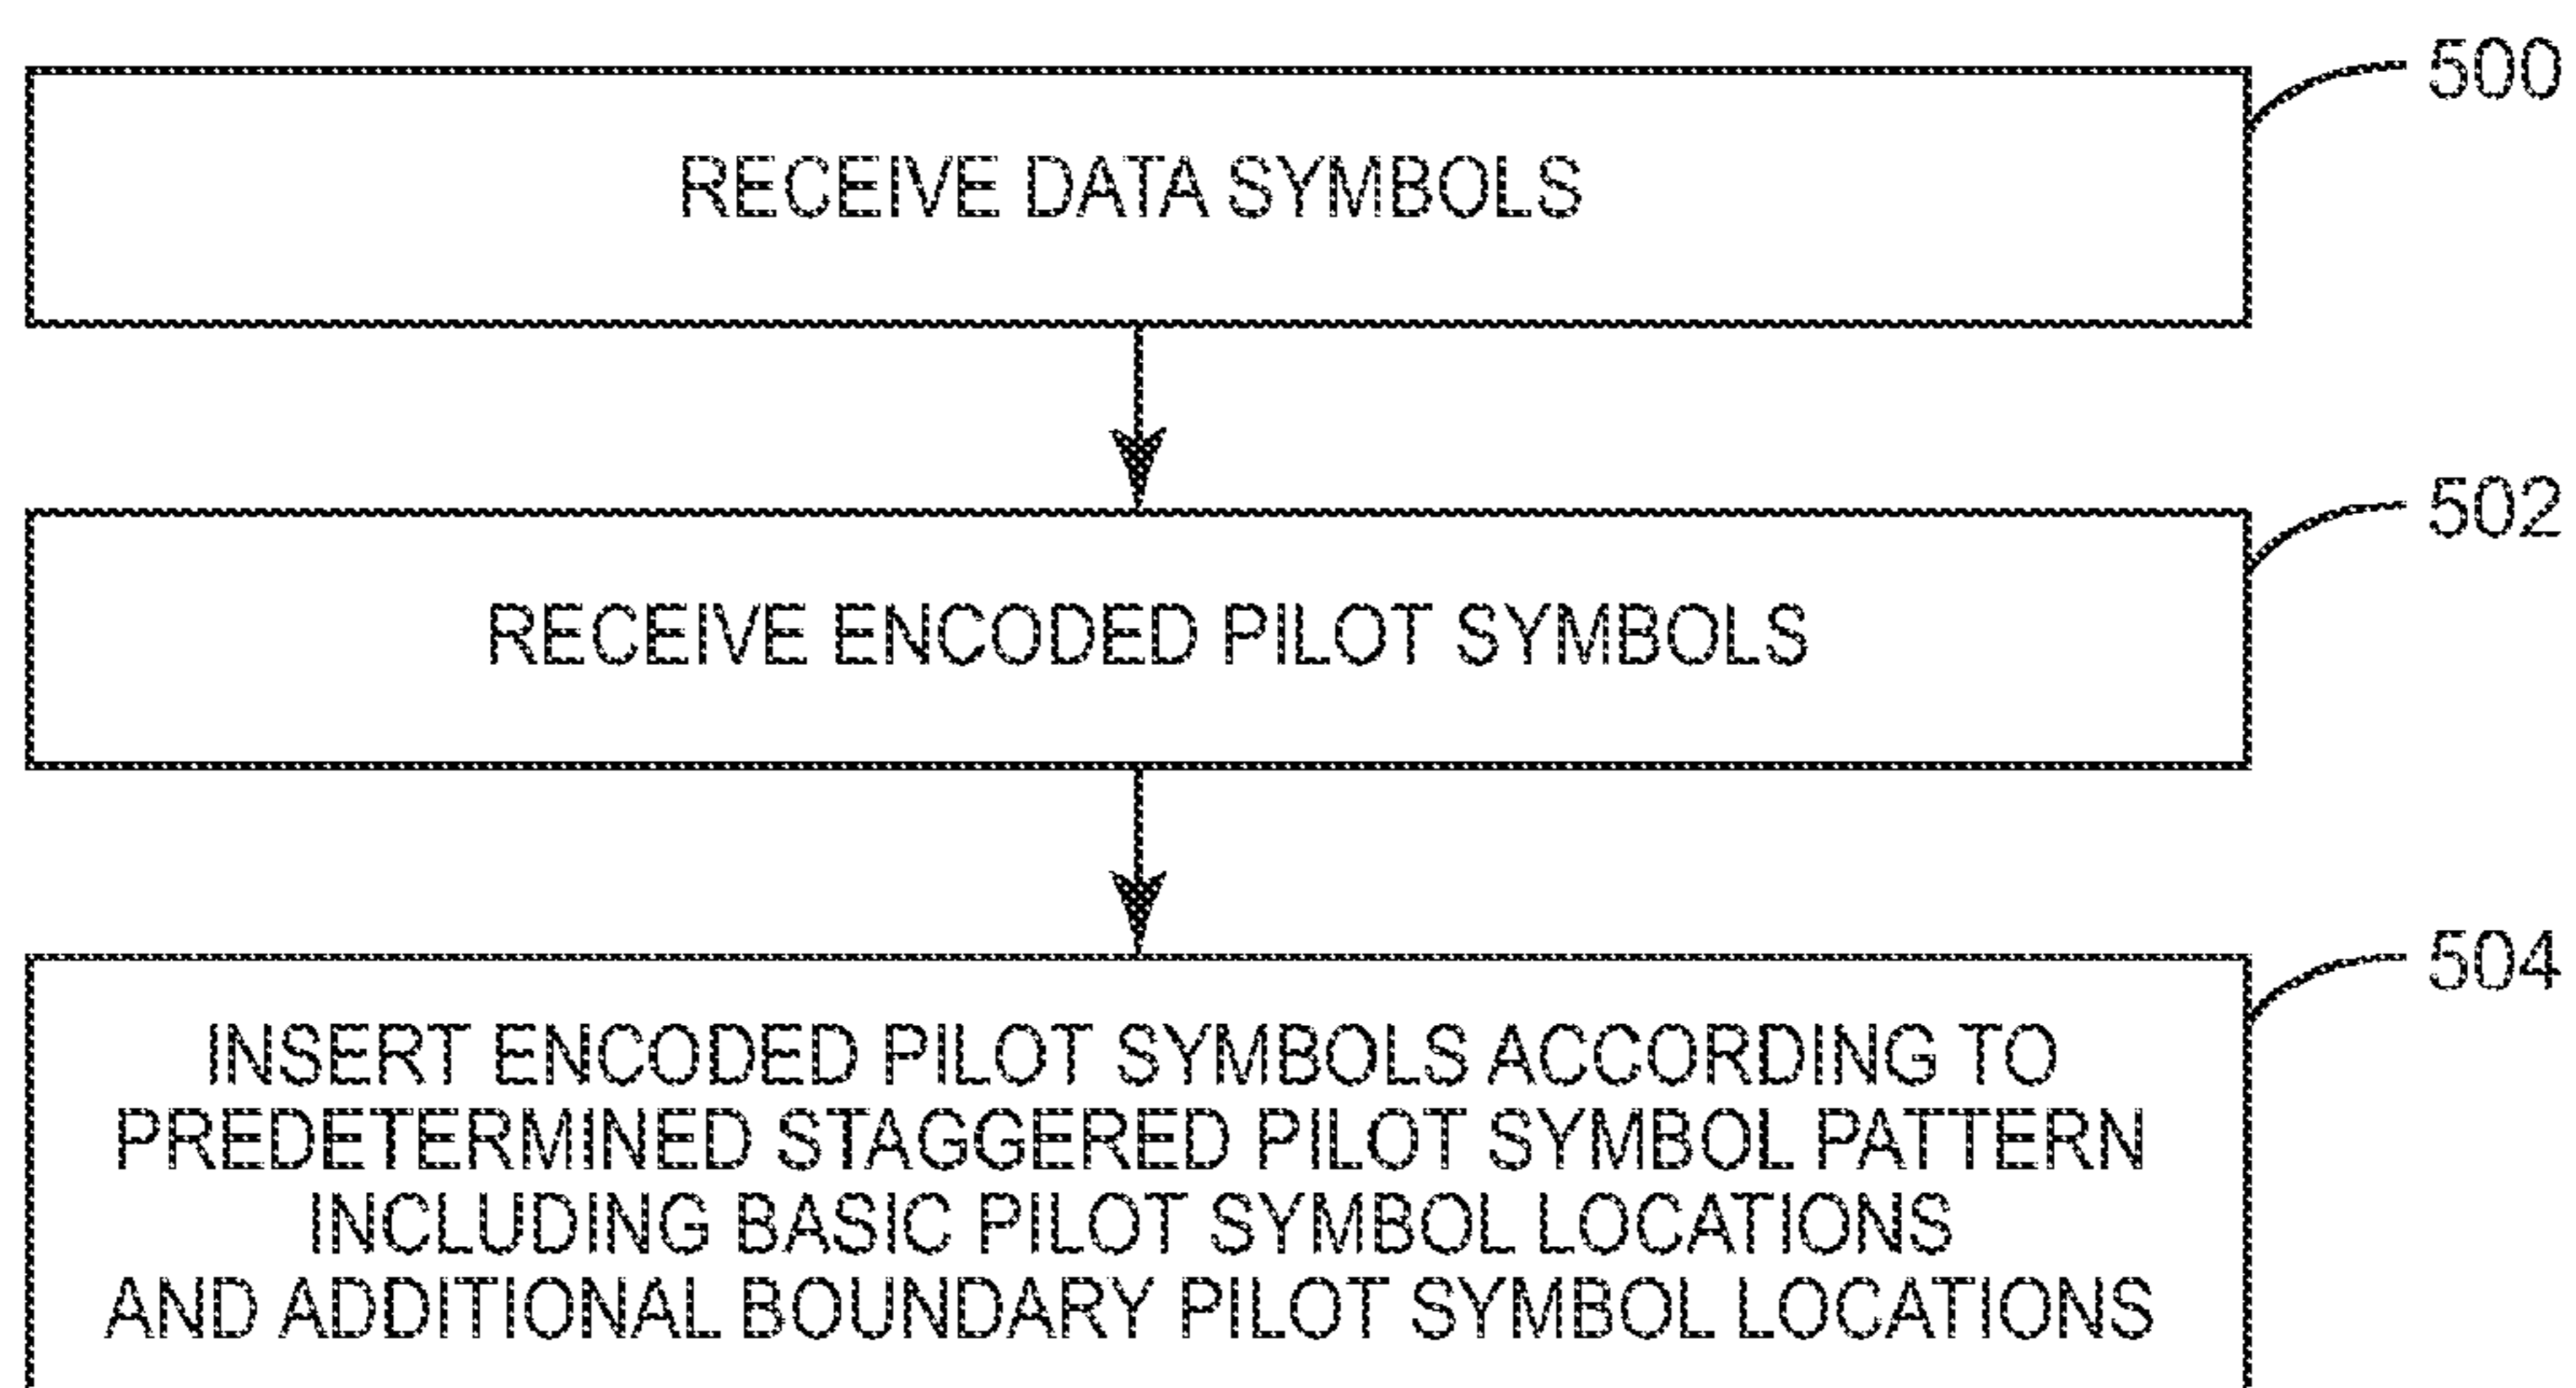 500
RECEIVE DATA SYMBOLS
502
RECEIVE ENCODED PILOT SYMBOLS
504
INSERT ENCODED PILOT SYMBOLS ACCORDING TO
PREDETERMINED STAGGERED PILOT SYMBOL PATTERN
INCLUDING BASIC PILOT SYMBOL LOCATIONS
AND ADDITIONAL BOUNDARY PILOT SYMBOL LOCATIONS